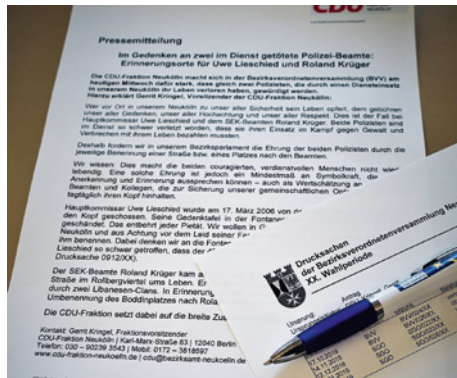 CDU
NEUKÖLLN
Pressemitteilung
Im Gedenken an zwei im Dienst getötete Polizei-Beamte:
Erinnerungsorte für Uwe Lieschied und Roland Krüger
Die CDU-Fraktion Neukölln macht sich in der Bezirksverordnetenversammlung (BVV) am
heutigen Mittwoch dafür stark, dass gleich zwei Polizisten, die durch einen Diensteinsatz
in unserem Neukölln ihr Leben verloren haben, gewürdigt werden.
Hierzu erklärt Gerrit Kringel, Vorsitzender der CDU-Fraktion Neukölln:
Wer vor Ort in unserem Neukölln zu unser aller Sicherheit sein Leben opfert, dem gebühren
unser aller Gedenken, unser aller Hochachtung und unser aller Respekt. Dies ist der Fall bei
Hauptkommissar Uwe Lieschied und dem SEK-Beamten Roland Krüger. Beide Polizisten sind
im Dienst so schwer verletzt worden, dass sie ihren Einsatz im Kampf gegen Gewalt und
Verbrechen mit ihrem Leben bezahlen mussten.
Deshalb fordern wir in unserem Bezirksparlament die Ehrung der beiden Polizisten durch die
jeweilige Benennung einer Straße bzw. eines Platzes nach den Beamten.
Wir wissen: Dies macht die beiden couragierten, verdienstvollen Menschen nicht wieder
lebendig. Eine solche Ehrung ist jedoch ein Mindestmaß an Symbolkraft, die
Anerkennung und Erinnerung aussprechen können – auch als Wertschätzung an
Beamten und Kollegen, die zur Sicherung unserer gemeinschaftlichen
tagtäglich ihren Kopf hinhalten.
Hauptkommissar Uwe Lieschied wurde am 17. März 2006 von
den Kopf geschossen. Seine Gedenktafel in der Fontane
geschändet. Das entbehrt jeder Pietät. Wir wollen in
Neukölln und aus Achtung vor dem Leid seiner
ihm benennen. Dabei denken wir an die
Lieschied so schwer getroffen, dass der
Drucksache 0912/XX).
Der SEK-Beamte Roland Krüger kam
Straße im Rollbergviertel ums Leben. Er
durch zwei Libanesen-Clans. In Erinnerung
Umbenennung des Boddinplatzes nach
Die CDU-Fraktion setzt dabei auf die breite
Kontakt: Gerrit Kringel, Fraktionsvorsitzender
CDU-Fraktion Neukölln | Karl-Marx-Straße 83 | 12040 Berlin
Telefon: 030 – 90239 3543 | Mobil: 0172 – 3818597
www.cdu-fraktion-neukoelln.de | cdu@bezirksamt-neukoelln.de
Drucksachen
der Bezirksverordnetenversammlung
XX. Wahlperiode
Ursprung: Antrag